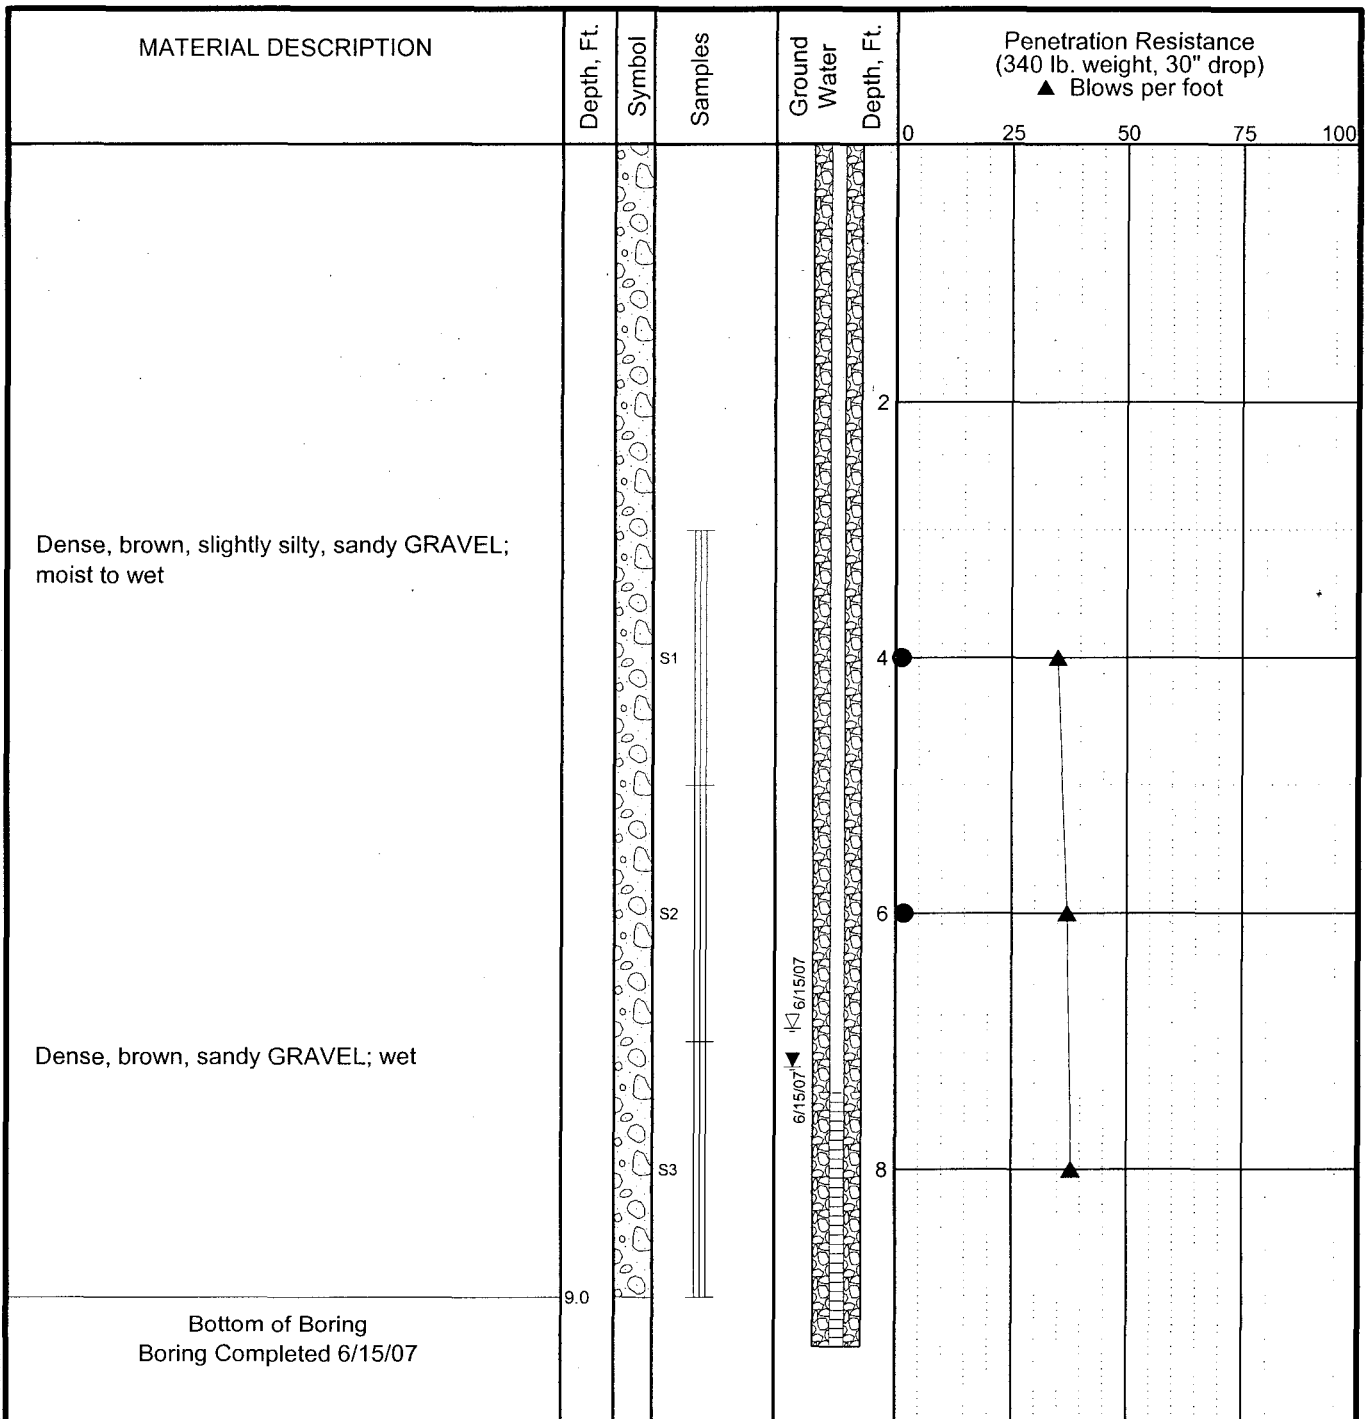 MATERIAL DESCRIPTION
Depth, Ft.
Symbol
Samples
Ground
Water
Depth, Ft.
Penetration Resistance
(340 lb. weight, 30" drop)
▲ Blows per foot
0 25 50 75 100
2
Dense, brown, slightly silty, sandy GRAVEL;
moist to wet
S1
4
S2
6
6/15/07
Dense, brown, sandy GRAVEL; wet
6/15/07
S3
8
9.0
Bottom of Boring
Boring Completed 6/15/07